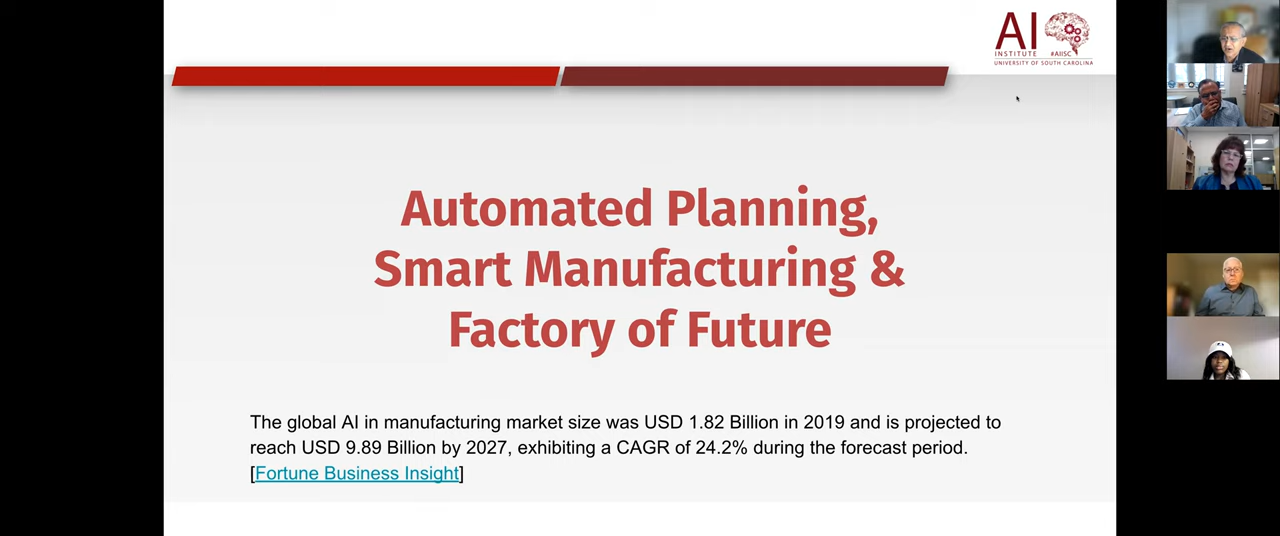 AI
INSTITUTE #AIISC
UNIVERSITY OF SOUTH CAROLINA
Automated Planning,
Smart Manufacturing &
Factory of Future
The global AI in manufacturing market size was USD 1.82 Billion in 2019 and is projected to
reach USD 9.89 Billion by 2027, exhibiting a CAGR of 24.2% during the forecast period.
[Fortune Business Insight]